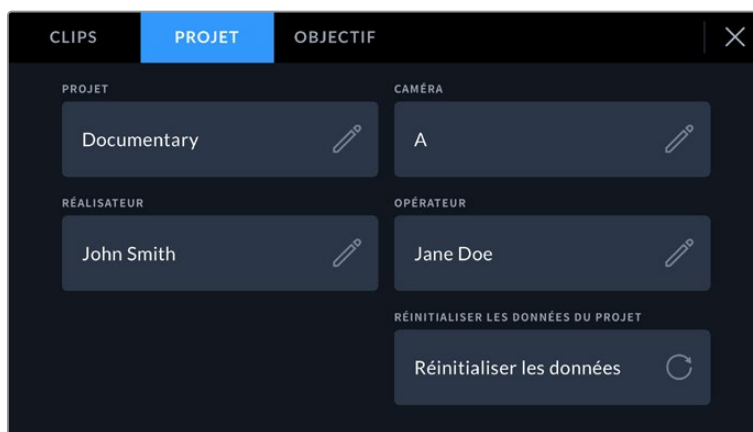 CLIPS PROJET OBJECTIF
PROJET CAMÉRA
Documentary A
RÉALISATEUR OPÉRATEUR
John Smith Jane Doe
RÉINITIALISER LES DONNÉES DU PROJET
Réinitialiser les données